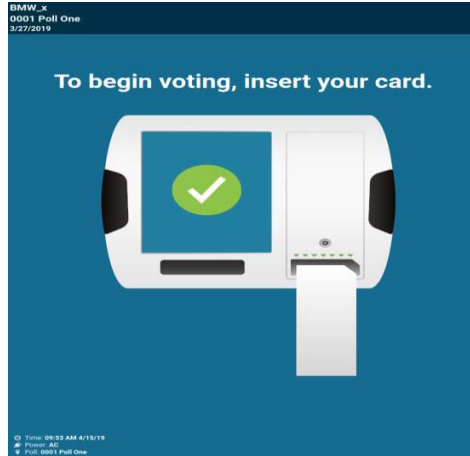 BMW_x
0001 Poll One
3/27/2019
To begin voting, insert your card.
Time: 09:53 AM 4/15/19
Power: AC
Poll: 0001 Poll One